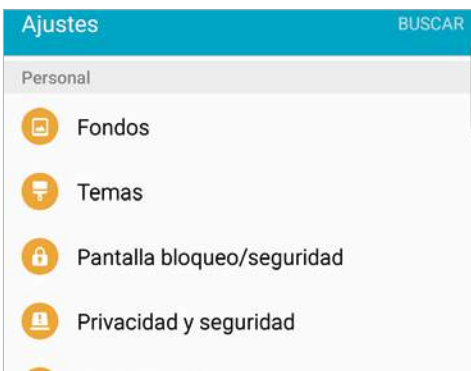 Ajustes
BUSCAR
Personal
Fondos
Temas
Pantalla bloqueo/seguridad
Privacidad y seguridad